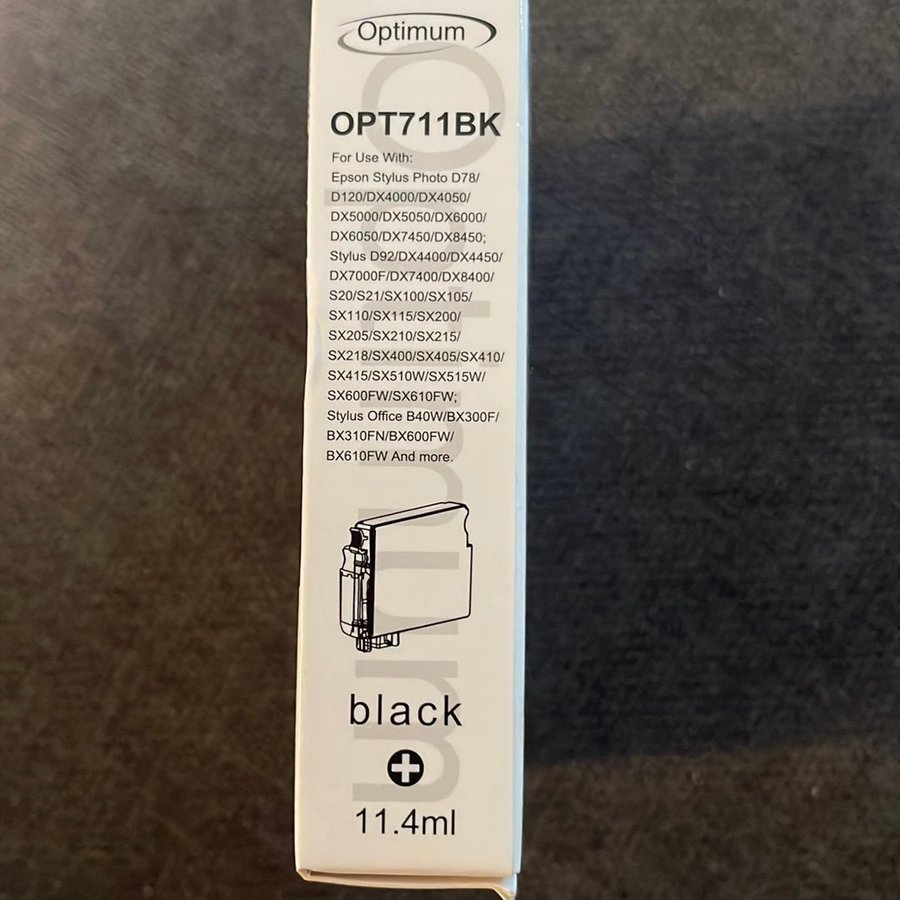 Optimum
OPT711BK
For Use With:
Epson Stylus Photo D78/
D120/DX4000/DX4050/
DX5000/DX5050/DX6000/
DX6050/DX7450/DX8450;
Stylus D92/DX4400/DX4450/
DX7000F/DX7400/DX8400/
S20/S21/SX100/SX105/
SX110/SX115/SX200/
SX205/SX210/SX215/
SX218/SX400/SX405/SX410/
SX415/SX510W/SX515W/
SX600FW/SX610FW;
Stylus Office B40W/BX300F/
BX310FN/BX600FW/
BX610FW And more.
Optimum
black
11.4ml